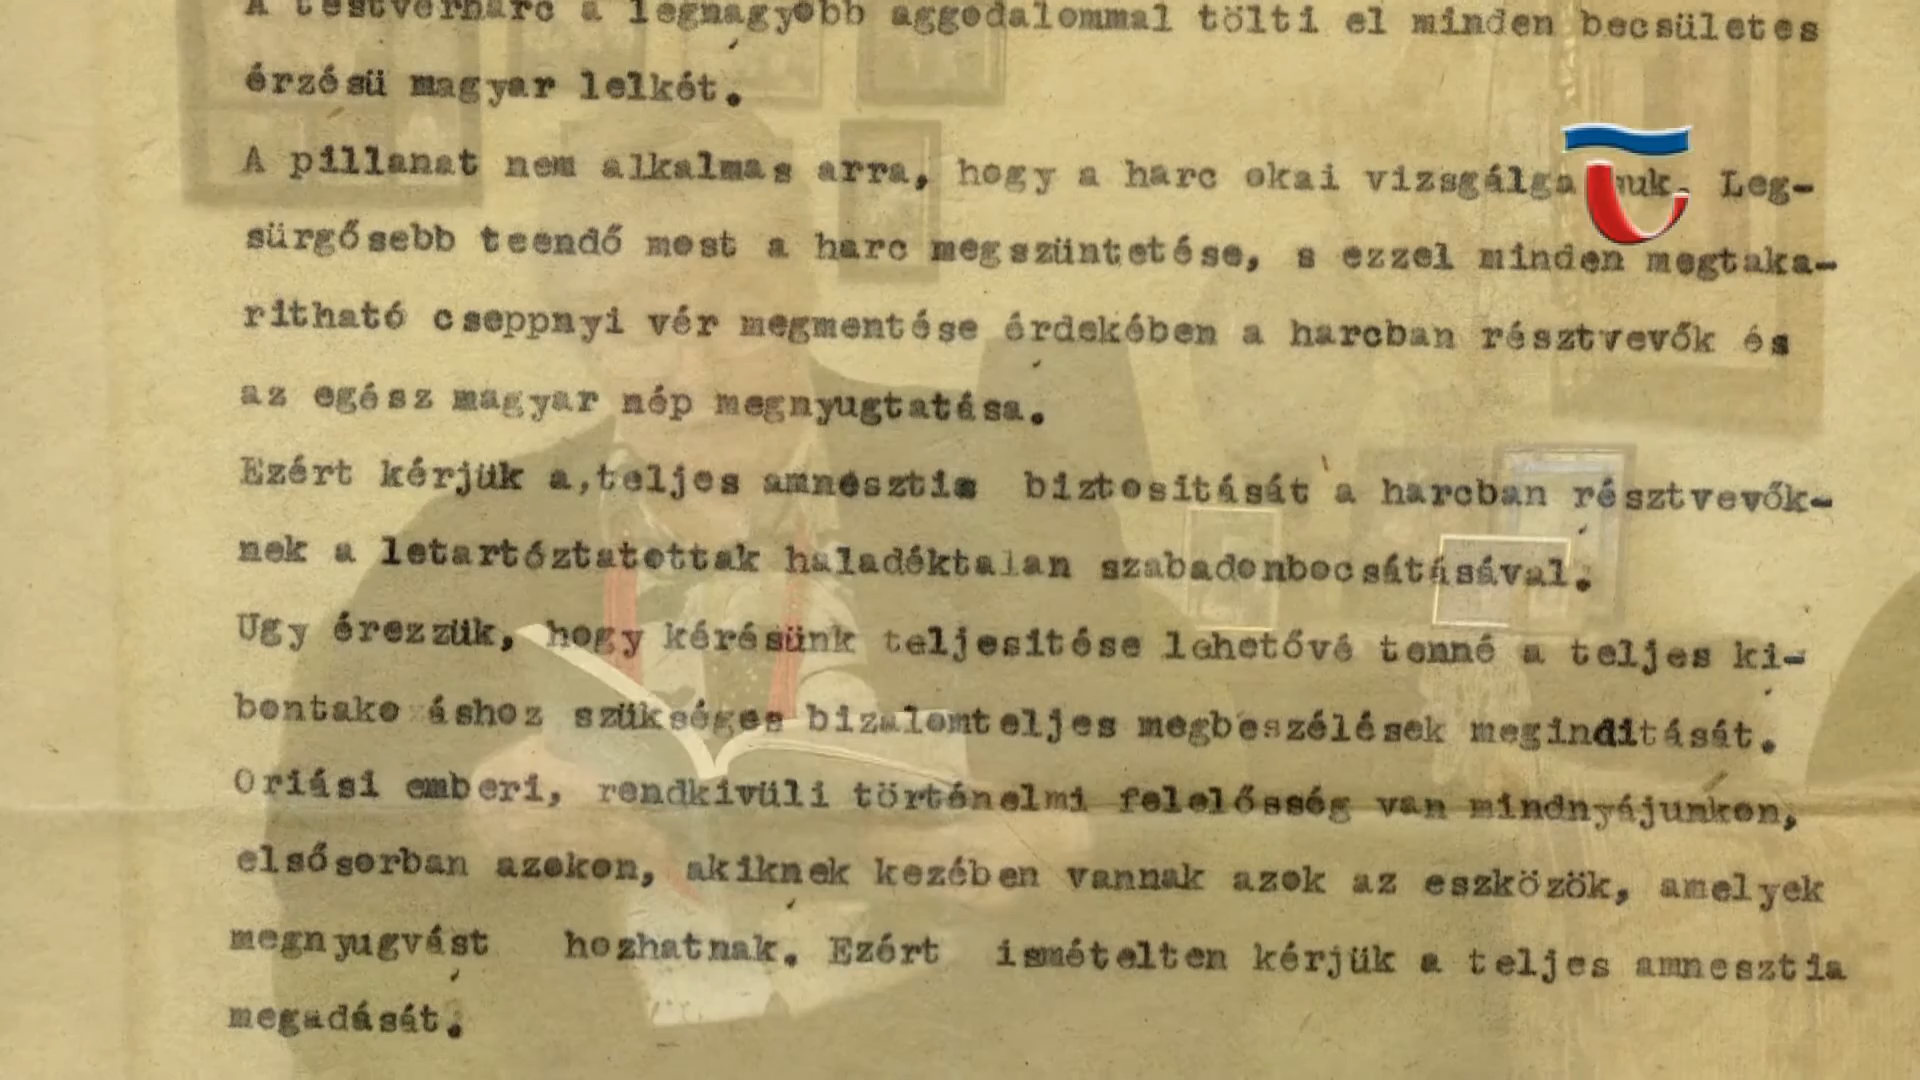 A testvérharc a legnagyobb aggodalommal tölti el minden becsületes
érzésü magyar lelkét.
A pillanat nem alkalmas arra, hogy a harc okai Leg-
sürgősebb teendő most a harc megszüntetése, s ezzel minden megtaka-
ritható cseppnyi vér megmentése érdekében a harcban résztvevők és
az egész magyar nép megnyugtatása.
Ezért kérjük a,teljes amnesztia biztositását a harcban résztvevők-
nek a letartóztatottak haladéktalan szabadonbocsátásával.
Ugy érezzük, hogy kérésünk teljesitése lehetővé tenné a teljes ki-
bontakozáshoz szükséges bizalomteljes megbeszélések meginditását.
Oriási emberi, rendkivüli történelmi felelősség van mindnyájunkon,
elsősorban azokon, akiknek kezében vannak azok az eszközök, amelyek
megnyugvást hozhatnak. Ezért ismételten kérjük a teljes amnesztia
megadását.